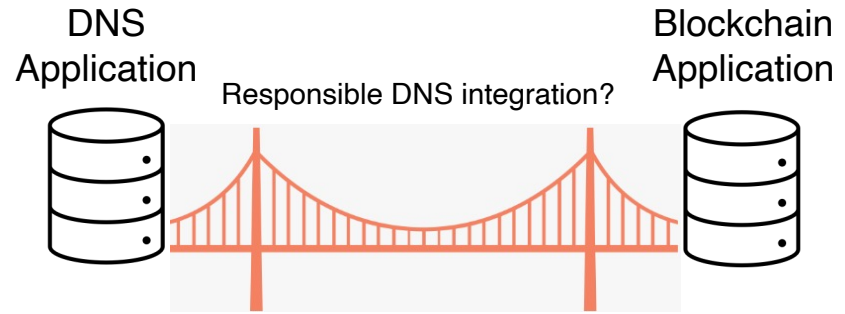 DNS
Application
Blockchain
Application
Responsible DNS integration?